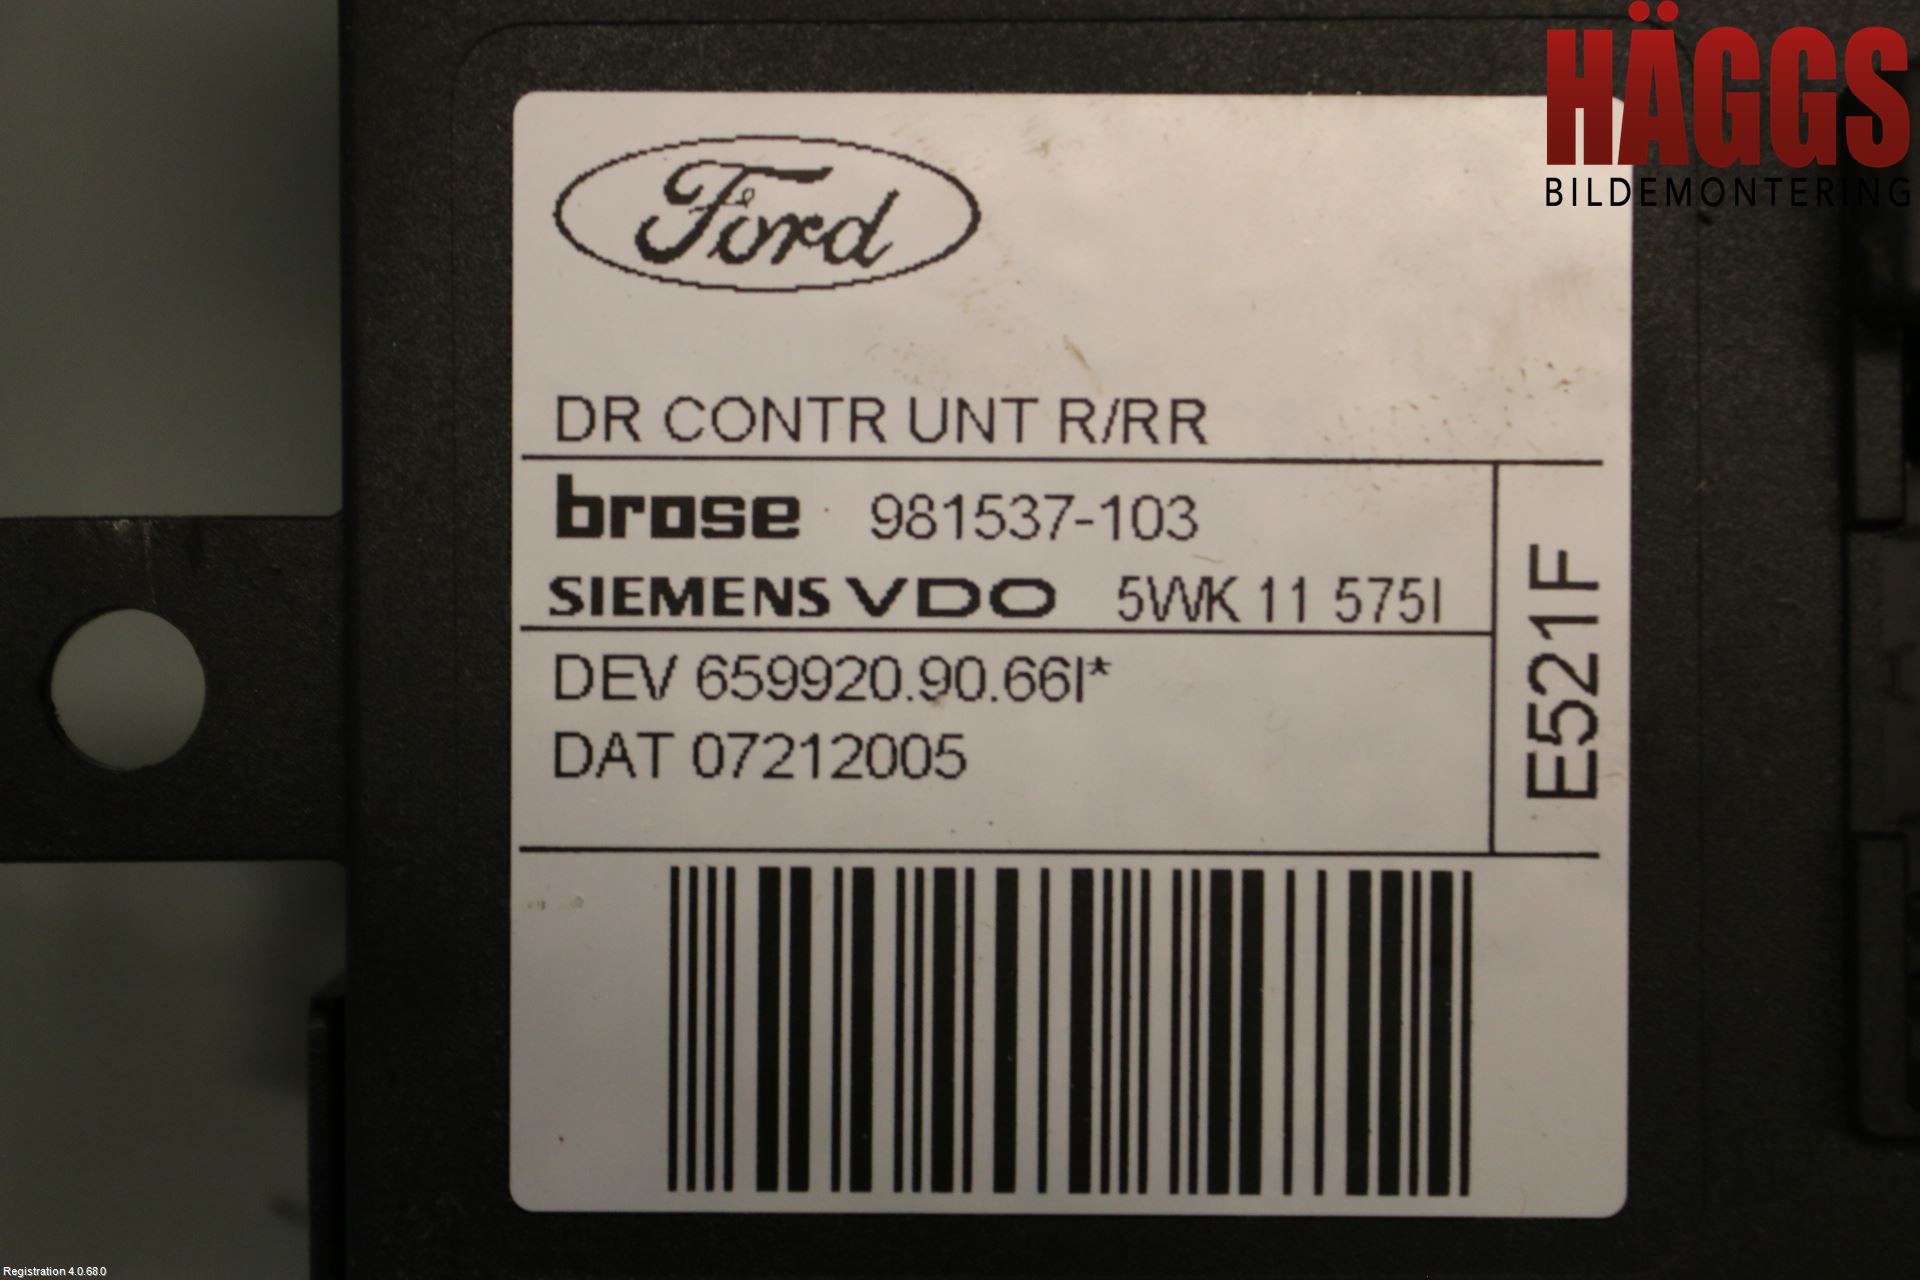 HÄGGS
BILDEMONTERING
Ford
DR CONTR UNT R/RR
brose 981537-103
SIEMENS VDO 5WK 11 575I
DEV 659920.90.66I*
DAT 07212005
E521F
Registration 4.0.68.0